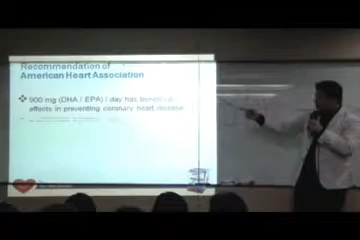 Recommendation of
American Heart Association
900 mg (DHA / EPA) / day has beneficial
effects in preventing coronary heart disease